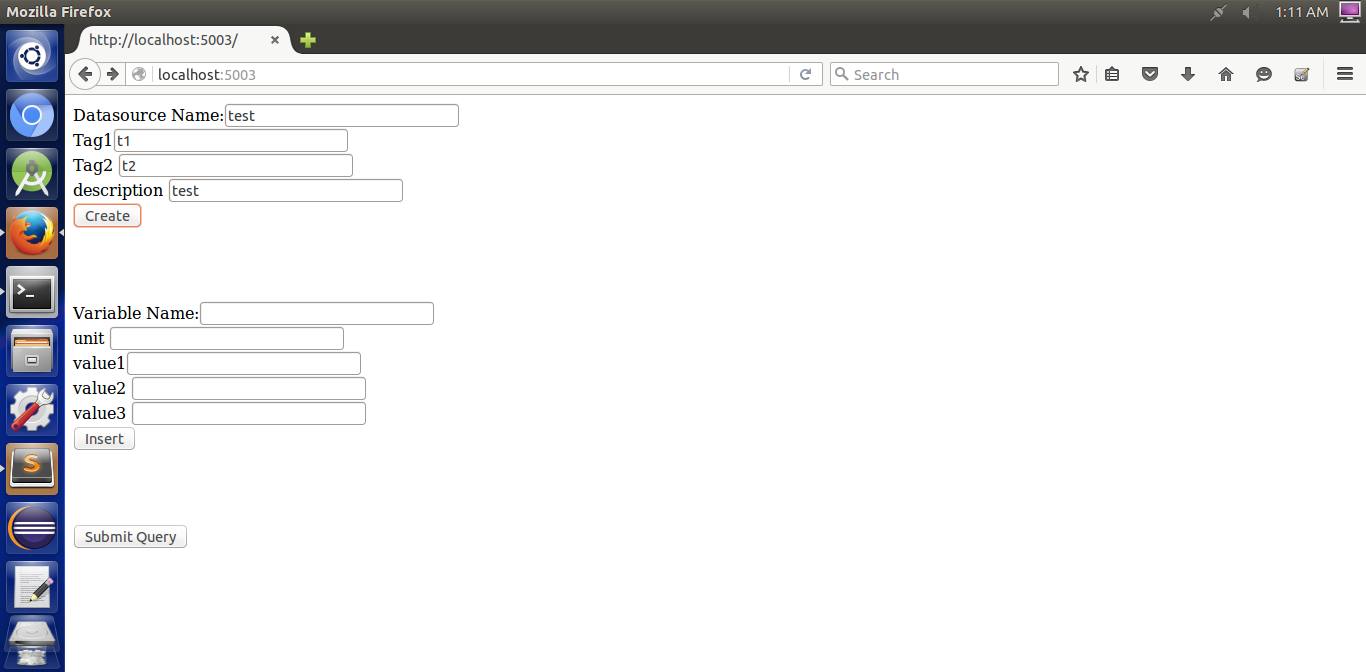 Mozilla Firefox
1:11 AM
http://localhost:5003/
localhost:5003
Search
Datasource Name: test
Tag1 t1
Tag2 t2
description test
Create
Variable Name:
unit
value1
value2
value3
Insert
Submit Query